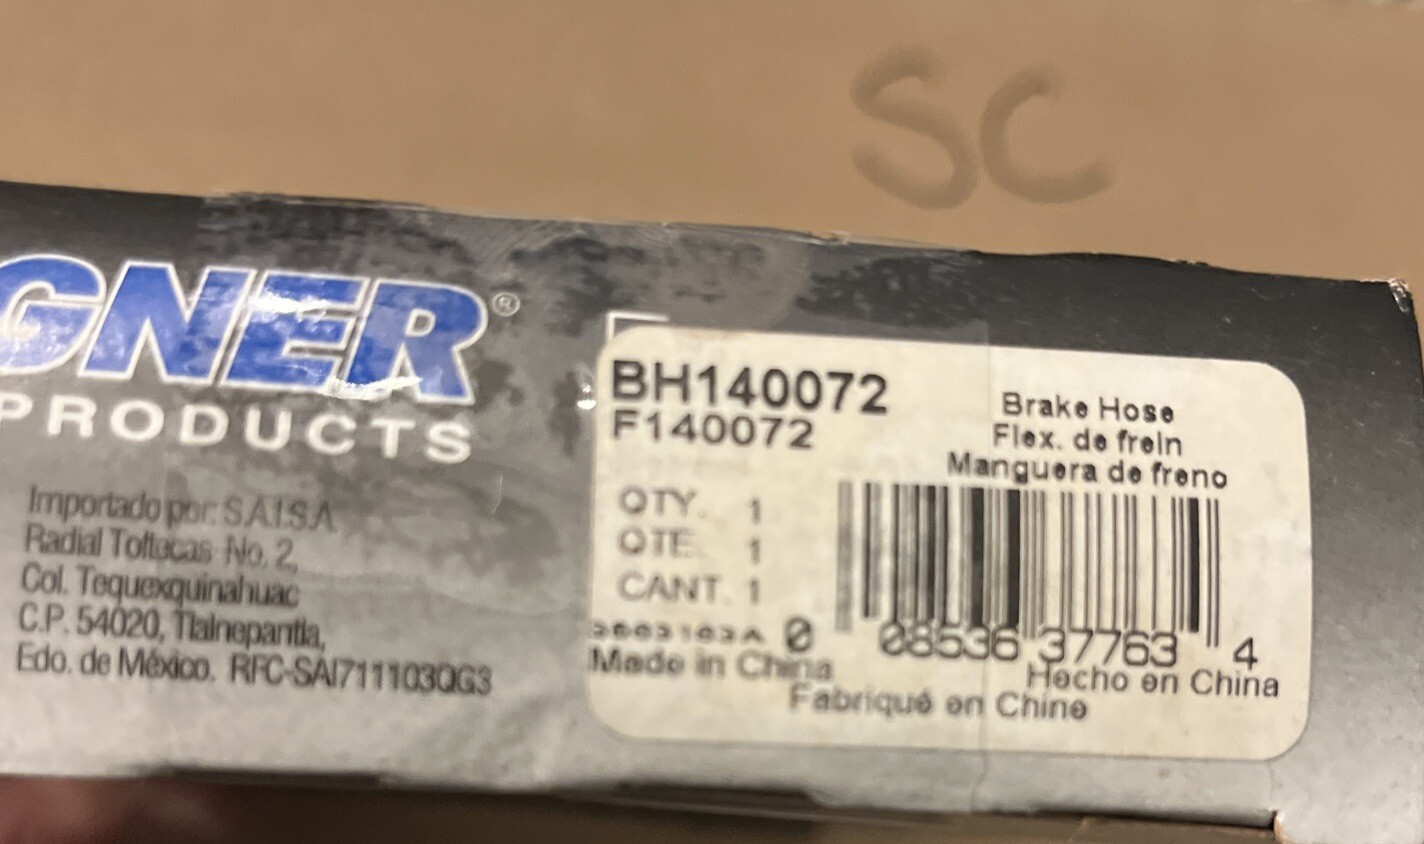 SC
GNER®
PRODUCTS
Importado por: S.A.I.S.A.
Radial Toltecas No. 2,
Col. Tequexquinahuac
C.P. 54020, Tlalnepantla,
Edo. de México. RFC-SAI711103QG3
BH140072
F140072
Brake Hose
Flex. de frein
Manguera de freno
QTY. 1
QTE. 1
CANT. 1
0 08536 37763 4
Made in China
Hecho en China
Fabriqué en Chine